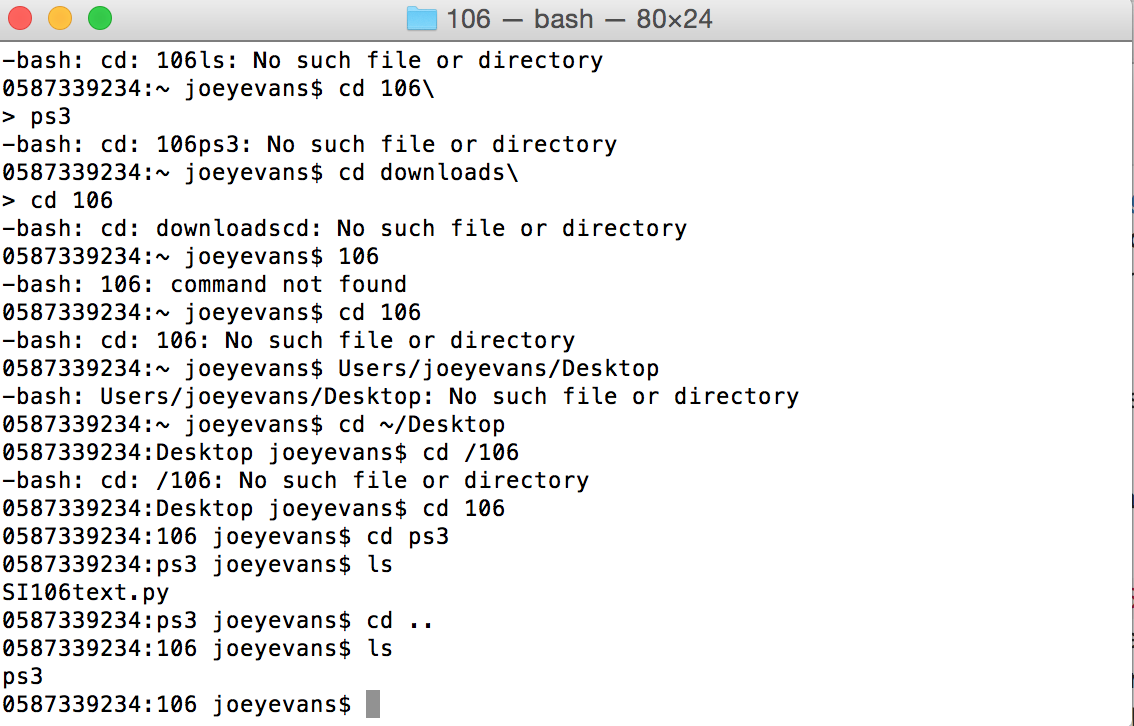 106 — bash — 80×24
-bash: cd: 106ls: No such file or directory
0587339234:~ joeyevans$ cd 106\
> ps3
-bash: cd: 106ps3: No such file or directory
0587339234:~ joeyevans$ cd downloads\
> cd 106
-bash: cd: downloadscd: No such file or directory
0587339234:~ joeyevans$ 106
-bash: 106: command not found
0587339234:~ joeyevans$ cd 106
-bash: cd: 106: No such file or directory
0587339234:~ joeyevans$ Users/joeyevans/Desktop
-bash: Users/joeyevans/Desktop: No such file or directory
0587339234:~ joeyevans$ cd ~/Desktop
0587339234:Desktop joeyevans$ cd /106
-bash: cd: /106: No such file or directory
0587339234:Desktop joeyevans$ cd 106
0587339234:106 joeyevans$ cd ps3
0587339234:ps3 joeyevans$ ls
SI106text.py
0587339234:ps3 joeyevans$ cd ..
0587339234:106 joeyevans$ ls
ps3
0587339234:106 joeyevans$